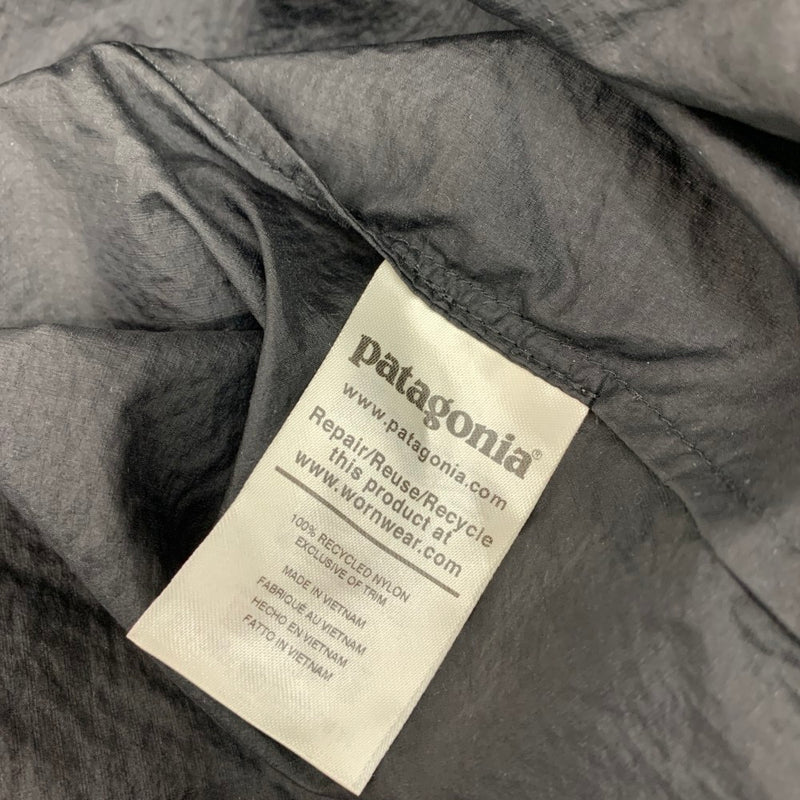 patagonia®
www.patagonia.com
Repair/Reuse/Recycle
this product at
www.wornwear.com
100% RECYCLED NYLON
EXCLUSIVE OF TRIM
MADE IN VIETNAM
FABRIQUÉ AU VIETNAM
HECHO EN VIETNAM
FATTO IN VIETNAM